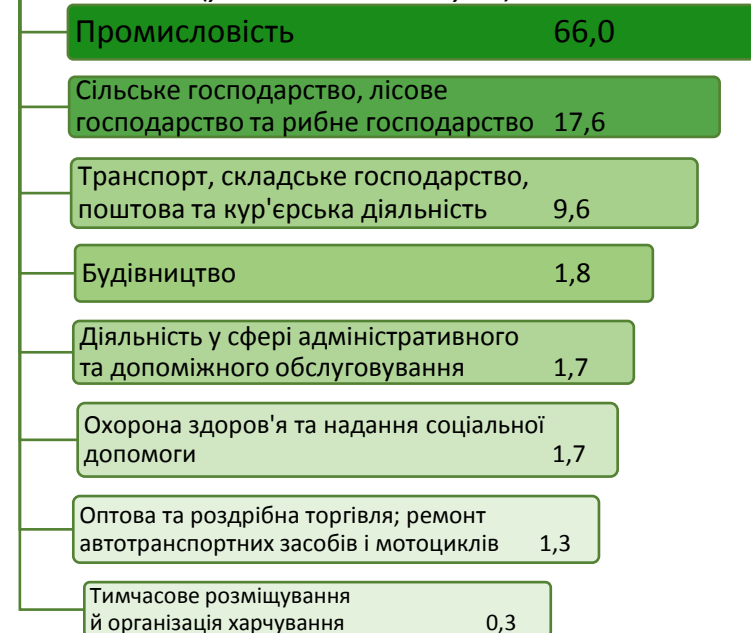 Промисловість 66,0
Сільське господарство, лісове
господарство та рибне господарство 17,6
Транспорт, складське господарство,
поштова та кур'єрська діяльність 9,6
Будівництво 1,8
Діяльність у сфері адміністративного
та допоміжного обслуговування 1,7
Охорона здоров'я та надання соціальної
допомоги 1,7
Оптова та роздрібна торгівля; ремонт
автотранспортних засобів і мотоциклів 1,3
Тимчасове розміщування
й організація харчування 0,3